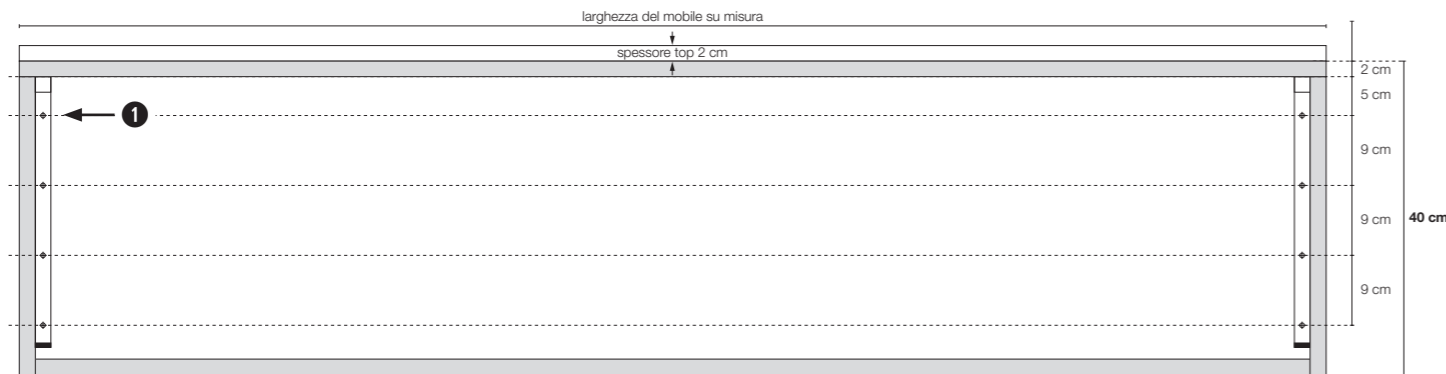 larghezza del mobile su misura
spessore top 2 cm
2 cm
5 cm
1
9 cm
9 cm
40 cm
9 cm